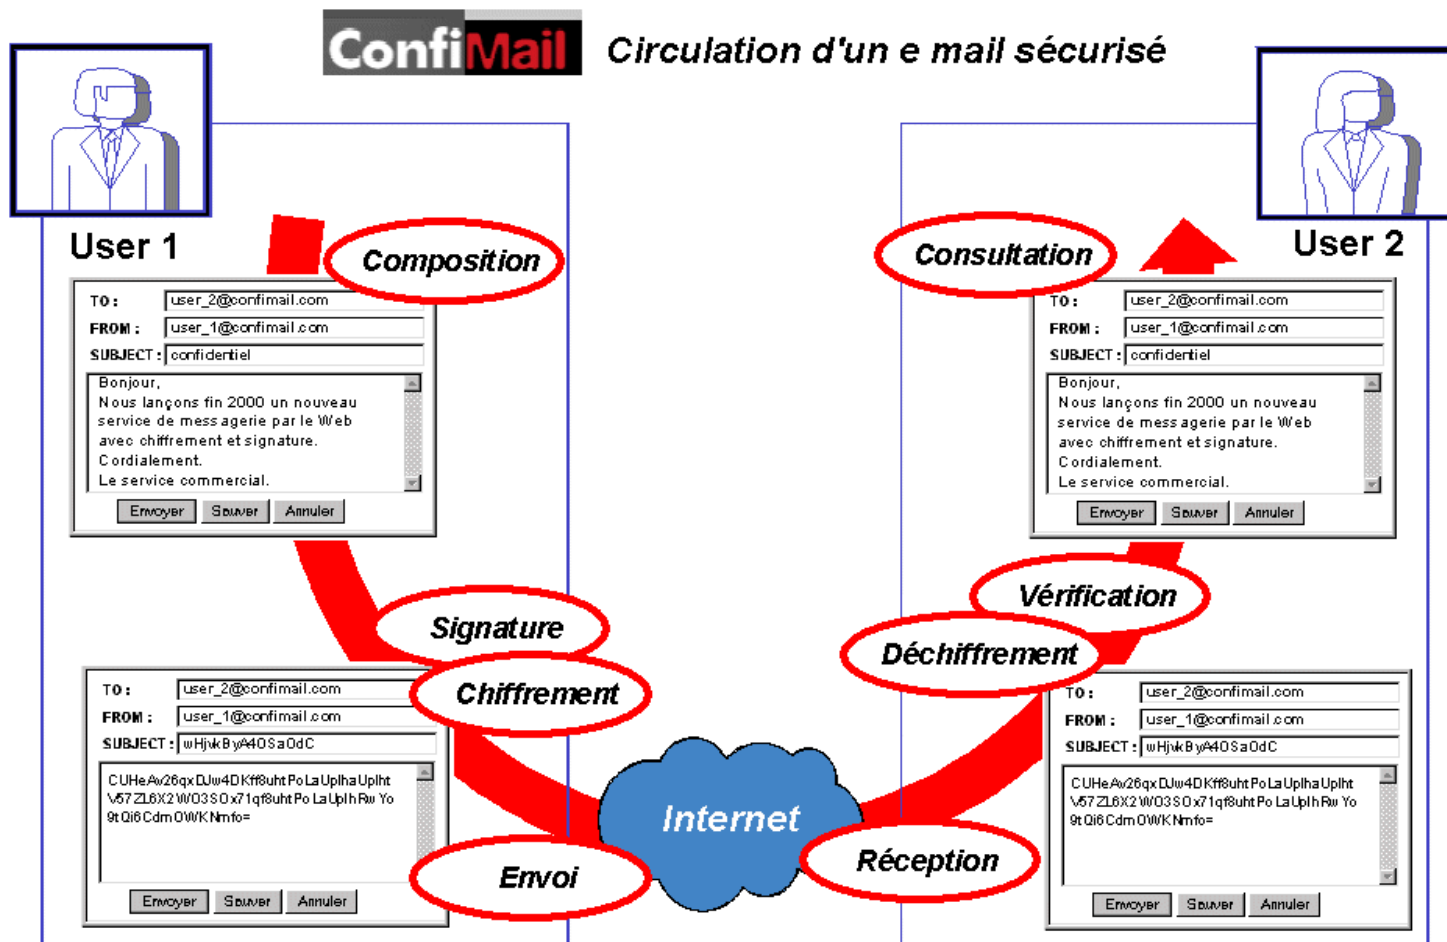 ConfiMail
Circulation d'un e mail sécurisé
User 1
Composition
TO: user_2@confimail.com
FROM: user_1@confimail.com
SUBJECT: confidentiel
Bonjour,
Nous lançons fin 2000 un nouveau
service de messagerie par le Web
avec chiffrement et signature.
Cordialement.
Le service commercial.
Envoyer Sauver Annuler
Signature
Chiffrement
TO: user_2@confimail.com
FROM: user_1@confimail.com
SUBJECT: wHjvkByA4OSaOdC
CUHeAv26qxDJw4DKff8uhtPoLaUplhaUplht
V57ZL6X2WO3SOx71qf8uhtPoLaUplhRwYo
9tQi6CdmOWKNmfo=
Envoyer Sauver Annuler
Envoi
Internet
User 2
Consultation
TO: user_2@confimail.com
FROM: user_1@confimail.com
SUBJECT: confidentiel
Bonjour,
Nous lançons fin 2000 un nouveau
service de messagerie par le Web
avec chiffrement et signature.
Cordialement.
Le service commercial.
Envoyer Sauver Annuler
Vérification
Déchiffrement
TO: user_2@confimail.com
FROM: user_1@confimail.com
SUBJECT: wHjvkByA4OSaOdC
CUHeAv26qxDJw4DKff8uhtPoLaUplhaUplht
V57ZL6X2WO3SOx71qf8uhtPoLaUplhRwYo
9tQi6CdmOWKNmfo=
Envoyer Sauver Annuler
Réception